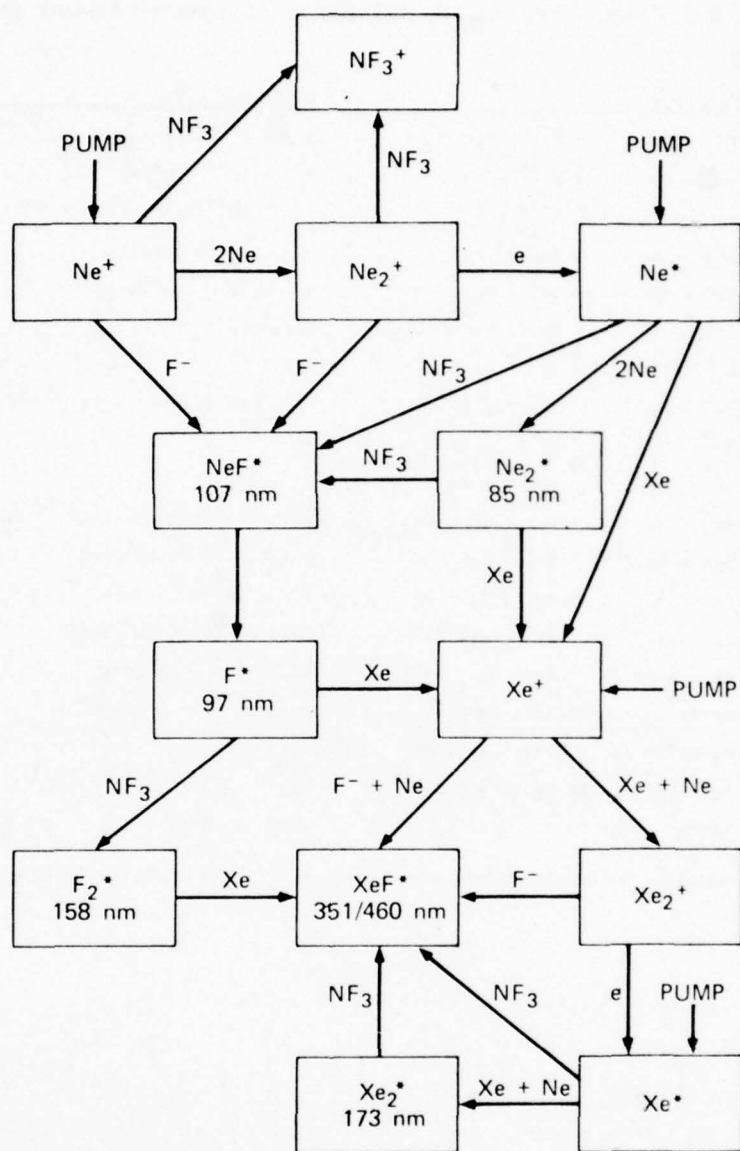 NF₃⁺
NF₃
PUMP
NF₃
PUMP
Ne⁺
2Ne
Ne₂⁺
e
Ne*
F⁻
F⁻
NF₃
2Ne
Xe
NeF*
107 nm
NF₃
Ne₂*
85 nm
Xe
F*
97 nm
Xe
Xe⁺
PUMP
NF₃
F⁻ + Ne
Xe + Ne
F₂*
158 nm
Xe
XeF*
351/460 nm
F⁻
Xe₂⁺
NF₃
NF₃
e
PUMP
Xe₂*
173 nm
Xe + Ne
Xe*